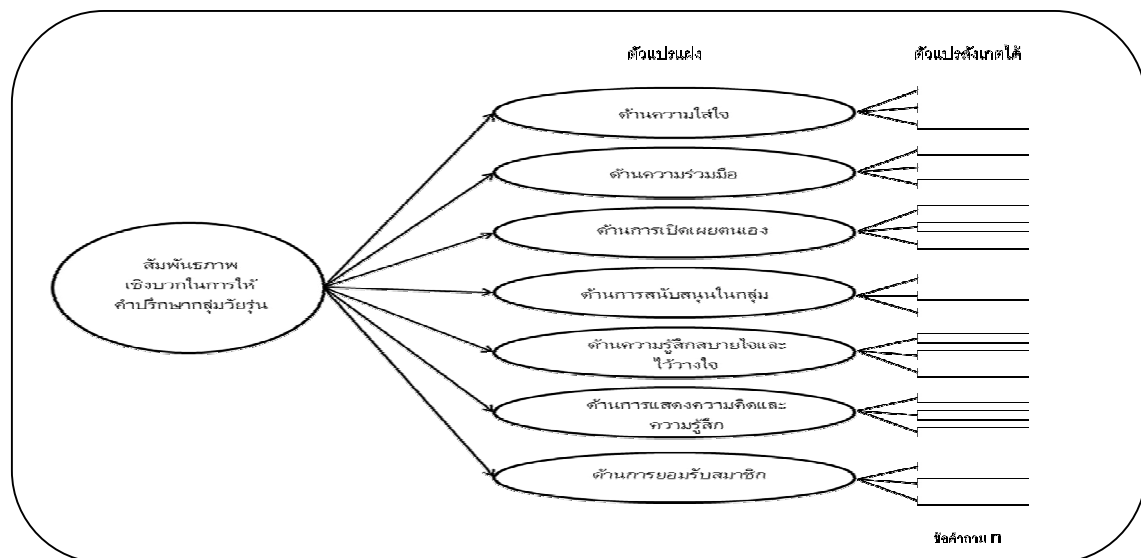 ตัวแปรแฝง
ตัวแปรสังเกตได้
ด้านความใส่ใจ
ด้านความร่วมมือ
ด้านการเปิดเผยตนเอง
สัมพันธภาพ
เชิงบวกในการให้
คำปรึกษากลุ่มวัยรุ่น
ด้านการสนับสนุนในกลุ่ม
ด้านความรู้สึกสบายใจและ
ไว้วางใจ
ด้านการแสดงความคิดและ
ความรู้สึก
ด้านการยอมรับสมาชิก
ข้อคำถาม n